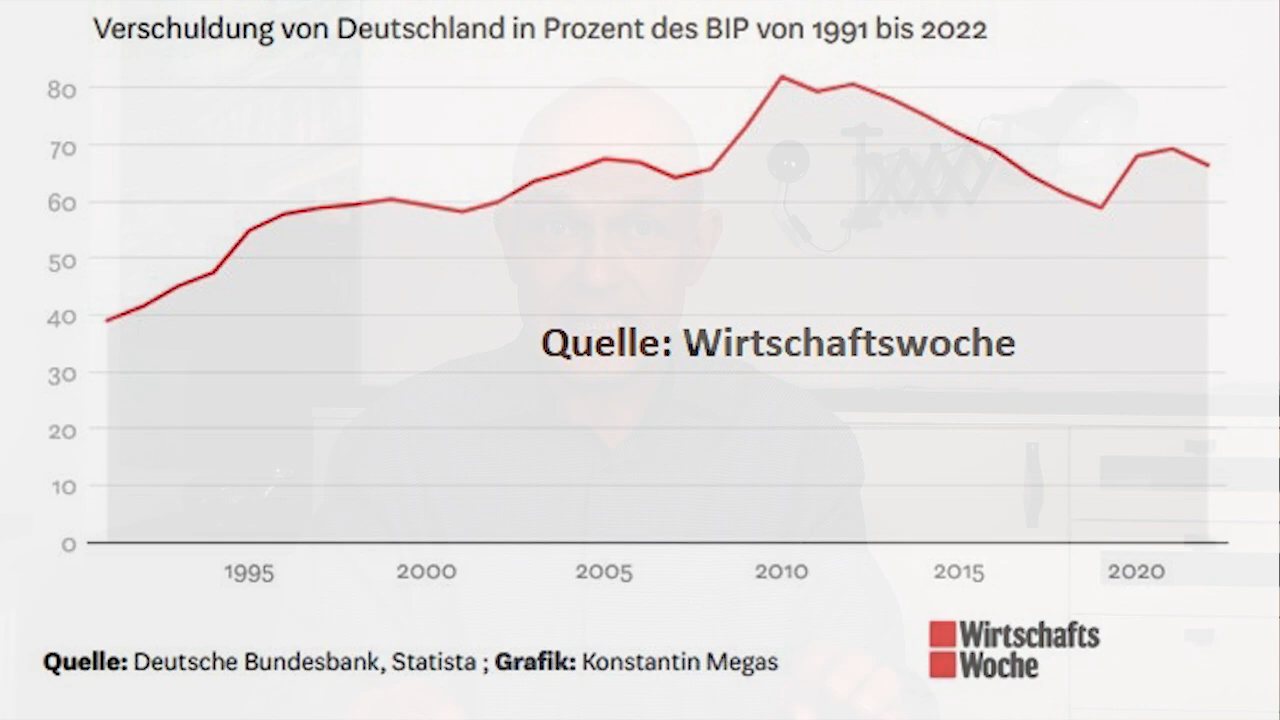 Verschuldung von Deutschland in Prozent des BIP von 1991 bis 2022
80
70
60
50
40
30
20
10
0
Quelle: Wirtschaftswoche
1995 2000 2005 2010 2015 2020
Quelle: Deutsche Bundesbank, Statista ; Grafik: Konstantin Megas
Wirtschafts
Woche